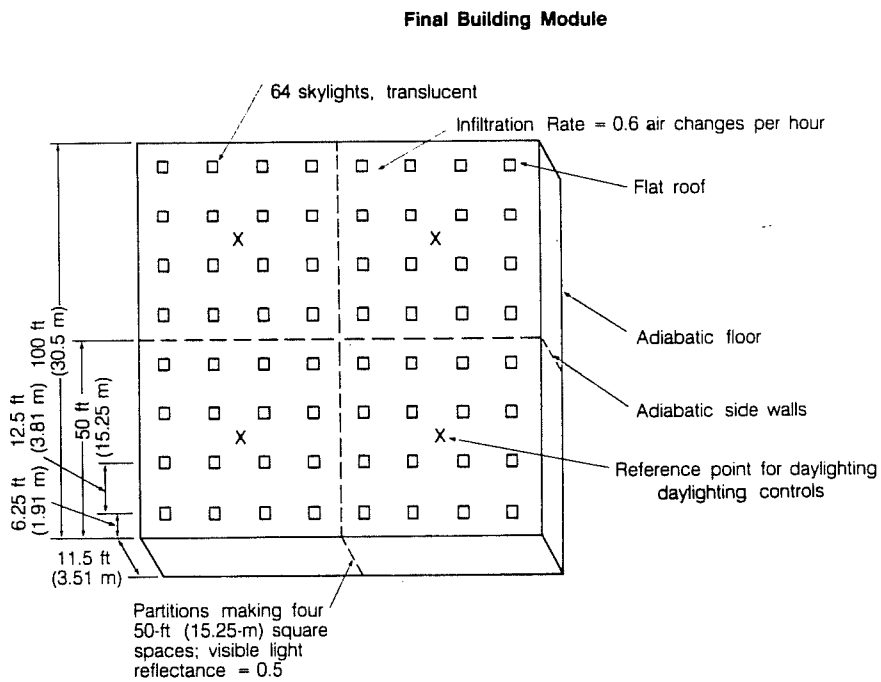 Final Building Module
64 skylights, translucent
Infiltration Rate = 0.6 air changes per hour
Flat roof
X
X
Adiabatic floor
Adiabatic side walls
X
X
Reference point for daylighting
daylighting controls
100 ft
(30.5 m)
50 ft
(15.25 m)
12.5 ft
(3.81 m)
6.25 ft
(1.91 m)
11.5 ft
(3.51 m)
Partitions making four
50-ft (15.25-m) square
spaces; visible light
reflectance = 0.5